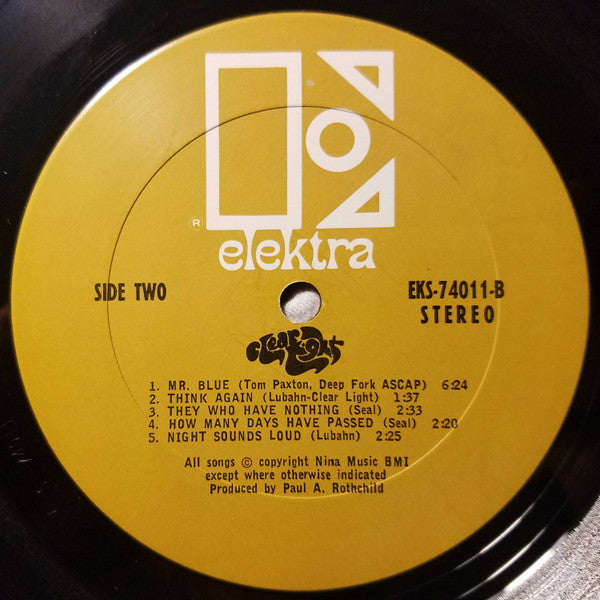 ®
elektra
SIDE TWO
EKS-74011-B
STEREO
Clear Light
1. MR. BLUE (Tom Paxton, Deep Fork ASCAP) 6:24
2. THINK AGAIN (Lubahn-Clear Light) 1:37
3. THEY WHO HAVE NOTHING (Seal) 2:33
4. HOW MANY DAYS HAVE PASSED (Seal) 2:20
5. NIGHT SOUNDS LOUD (Lubahn) 2:25
All songs © copyright Nina Music BMI
except where otherwise indicated
Produced by Paul A. Rothchild